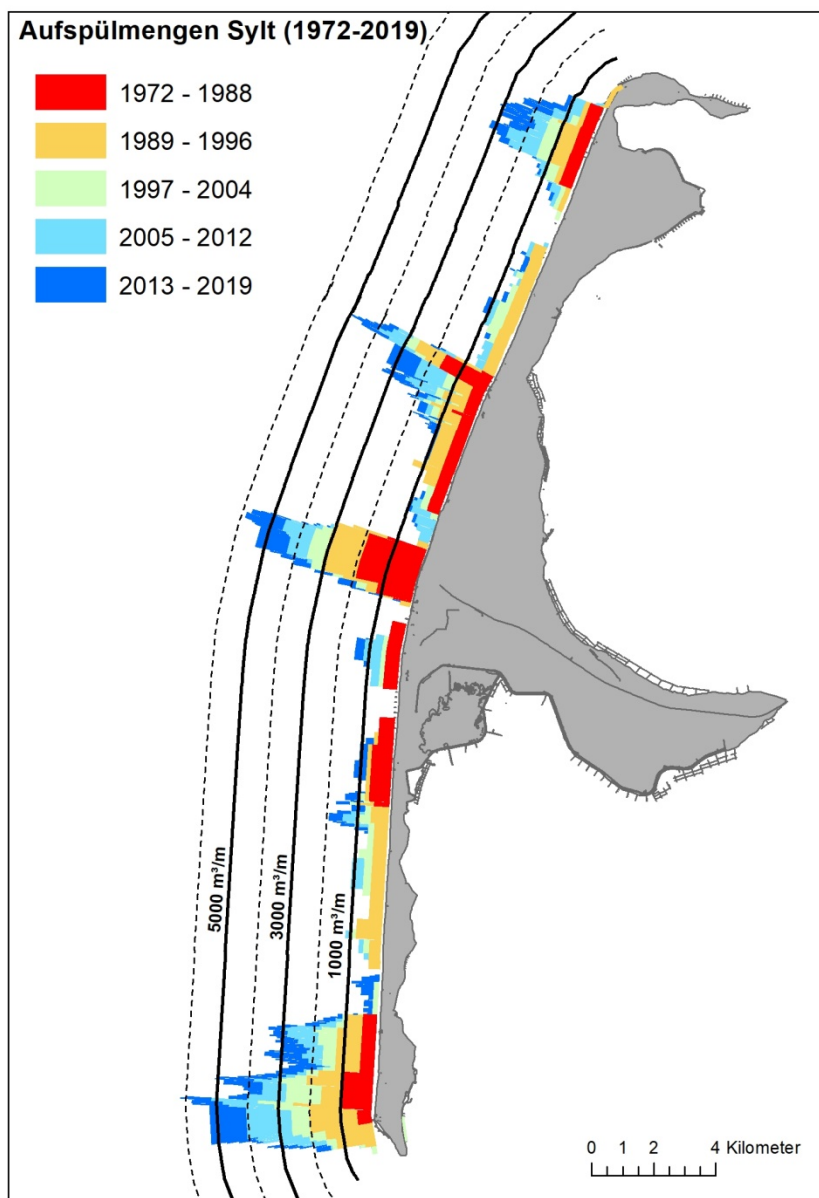 Aufspülmengen Sylt (1972-2019)
1972 - 1988
1989 - 1996
1997 - 2004
2005 - 2012
2013 - 2019
5000 m³/m
3000 m³/m
1000 m³/m
0 1 2 4 Kilometer